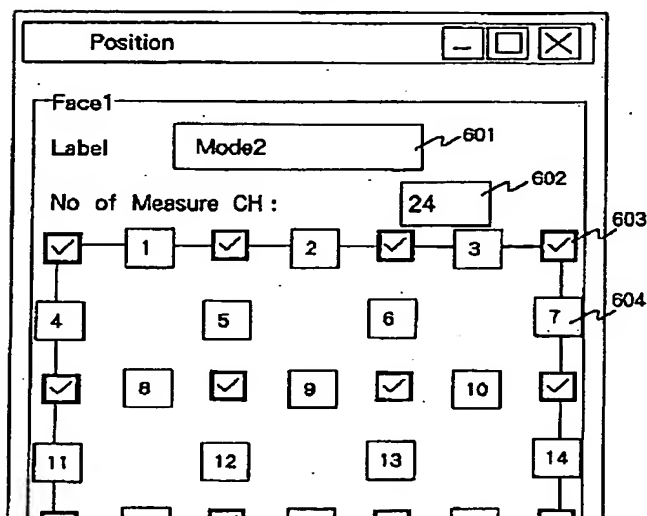 Position
Face1
Label Mode2 601
No of Measure CH: 24 602
1 2 3 603
4 5 6 7 604
8 9 10
11 12 13 14